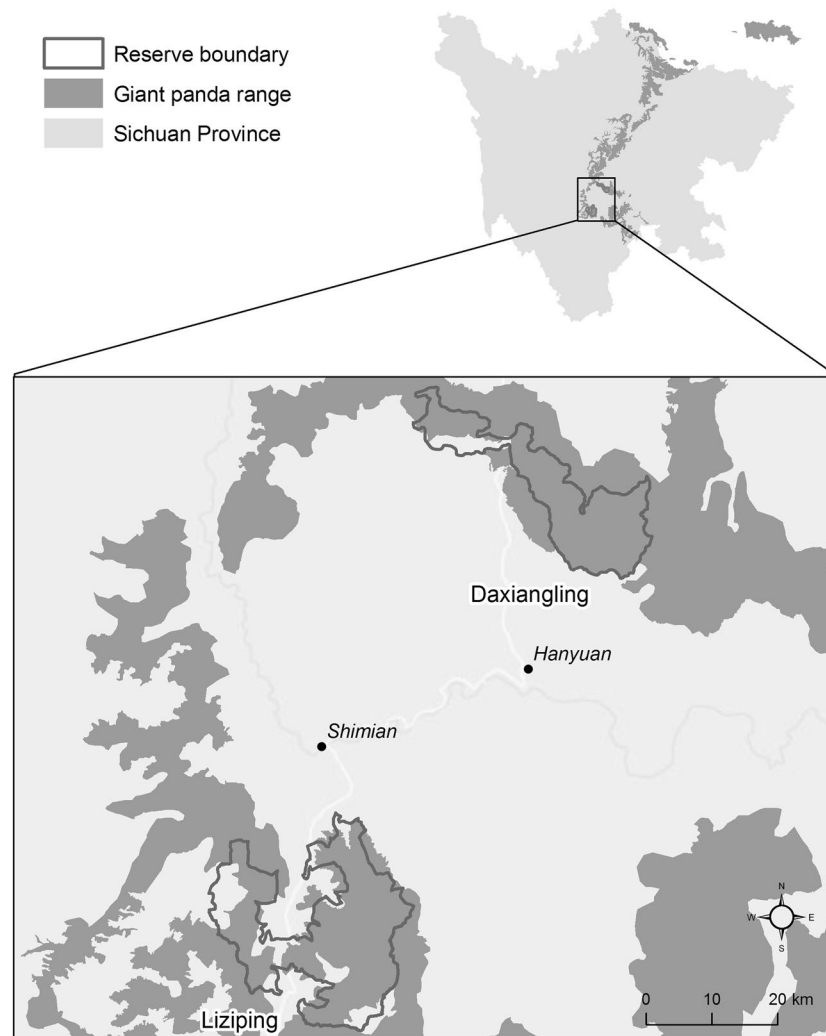 Reserve boundary
Giant panda range
Sichuan Province
Daxiangling
Hanyuan
Shimian
Liziping
N
W E
S
0 10 20 km